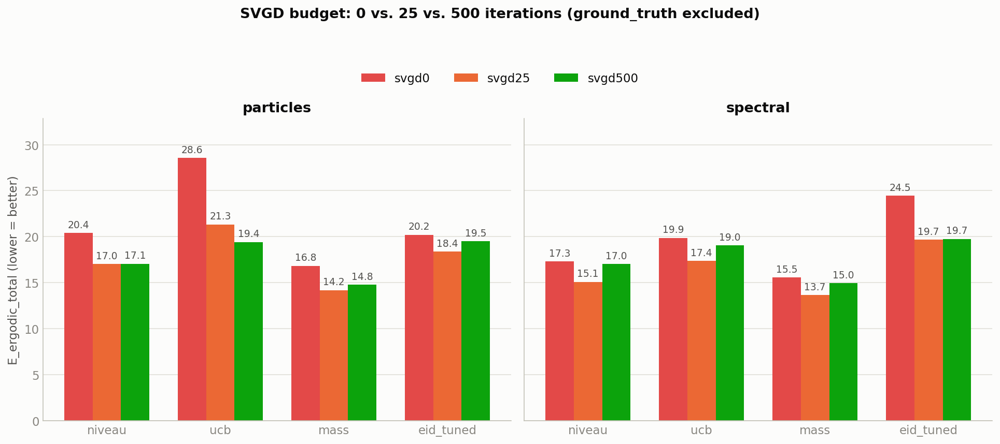 SVGD budget: 0 vs. 25 vs. 500 iterations (ground_truth excluded)
svgd0 svgd25 svgd500
particles
E_ergodic_total (lower = better)
30
25
20
15
10
5
0
20.4 17.0 17.1
28.6 21.3 19.4
16.8 14.2 14.8
20.2 18.4 19.5
niveau ucb mass eid_tuned
spectral
17.3 15.1 17.0
19.9 17.4 19.0
15.5 13.7 15.0
24.5 19.7 19.7
niveau ucb mass eid_tuned